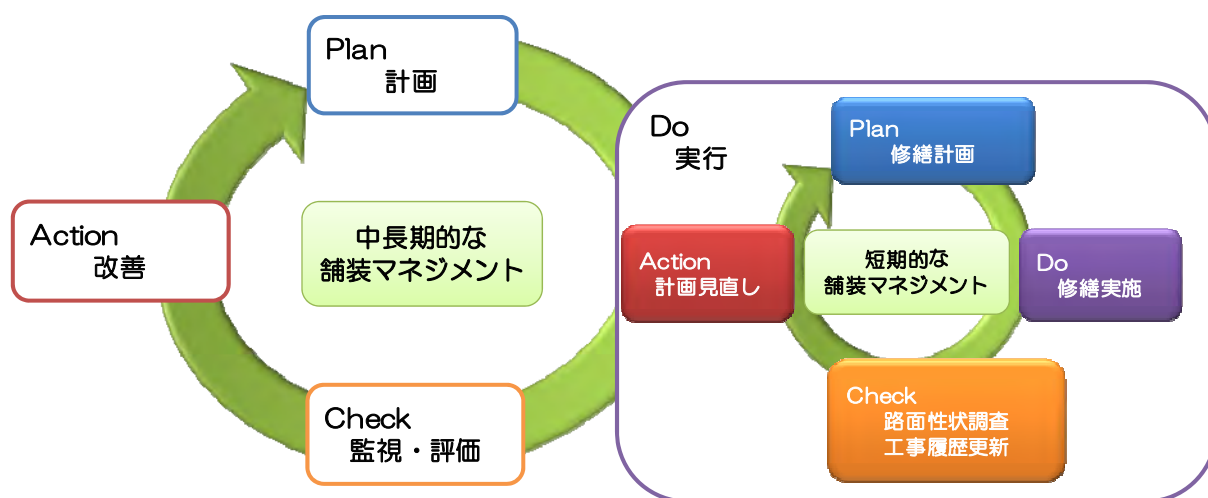 Plan
計画
Action
改善
中長期的な
舗装マネジメント
Check
監視・評価
Do
実行
Plan
修繕計画
Action
計画見直し
短期的な
舗装マネジメント
Do
修繕実施
Check
路面性状調査
工事履歴更新